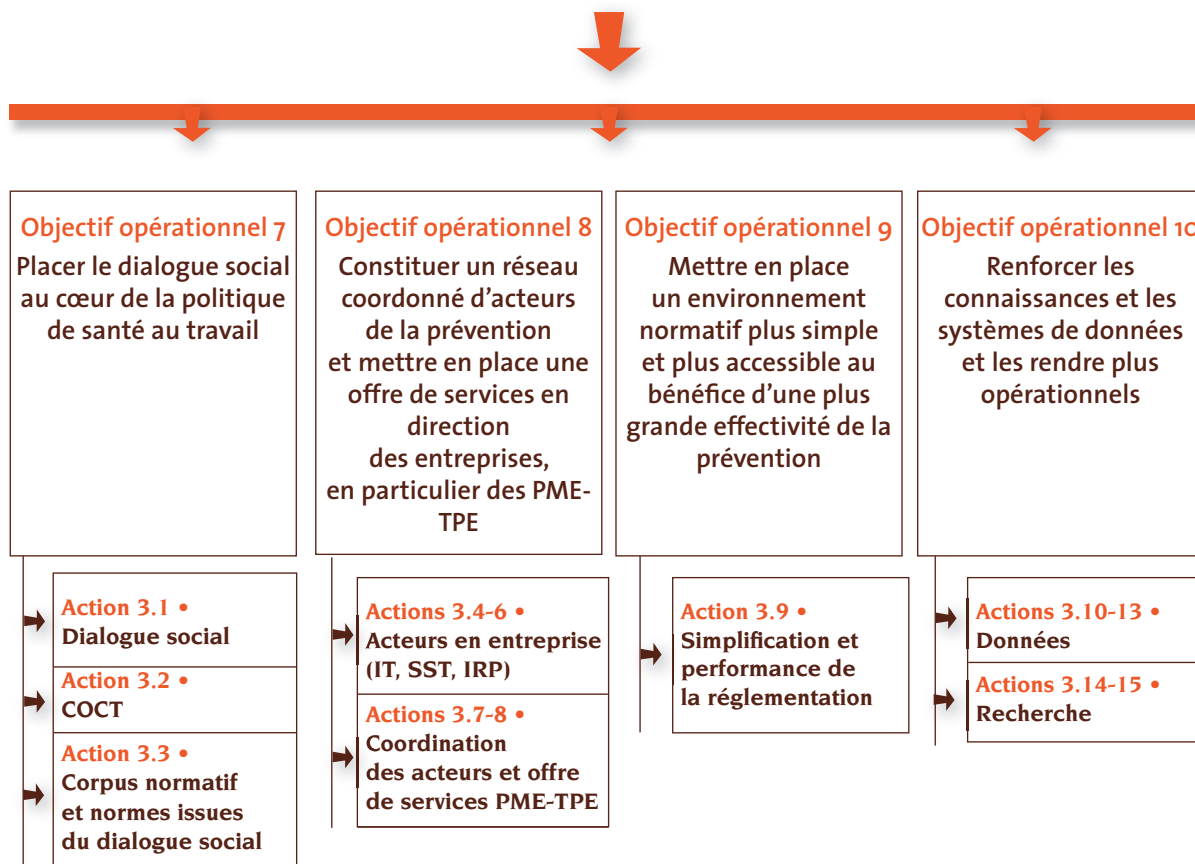 Objectif opérationnel 7
Placer le dialogue social
au cœur de la politique
de santé au travail
Objectif opérationnel 8
Constituer un réseau
coordonné d’acteurs
de la prévention
et mettre en place une
offre de services en
direction
des entreprises,
en particulier des PME-
TPE
Objectif opérationnel 9
Mettre en place
un environnement
normatif plus simple
et plus accessible au
bénéfice d’une plus
grande effectivité de la
prévention
Objectif opérationnel 10
Renforcer les
connaissances et les
systèmes de données
et les rendre plus
opérationnels
Action 3.1 •
Dialogue social
Action 3.2 •
COCT
Action 3.3 •
Corpus normatif
et normes issues
du dialogue social
Actions 3.4-6 •
Acteurs en entreprise
(IT, SST, IRP)
Actions 3.7-8 •
Coordination
des acteurs et offre
de services PME-TPE
Action 3.9 •
Simplification et
performance de
la réglementation
Actions 3.10-13 •
Données
Actions 3.14-15 •
Recherche